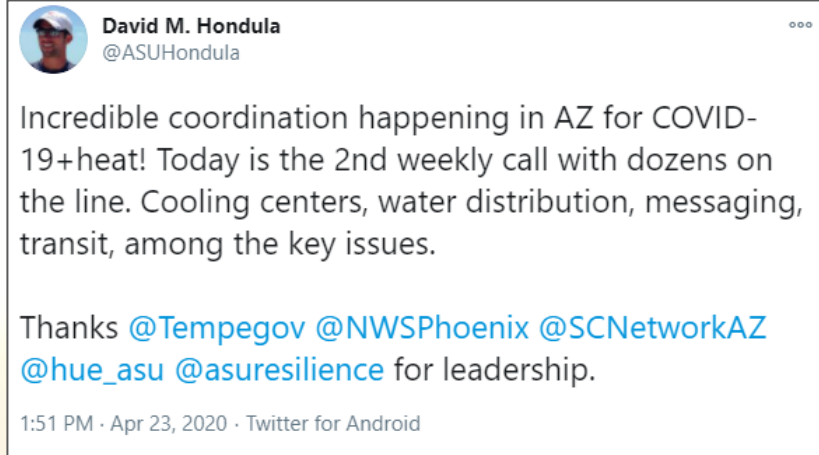 David M. Hondula
@ASUHondula
Incredible coordination happening in AZ for COVID-
19+heat! Today is the 2nd weekly call with dozens on
the line. Cooling centers, water distribution, messaging,
transit, among the key issues.
Thanks @Tempegov @NWSPhoenix @SCNetworkAZ
@hue_asu @asuresilience for leadership.
1:51 PM · Apr 23, 2020 · Twitter for Android